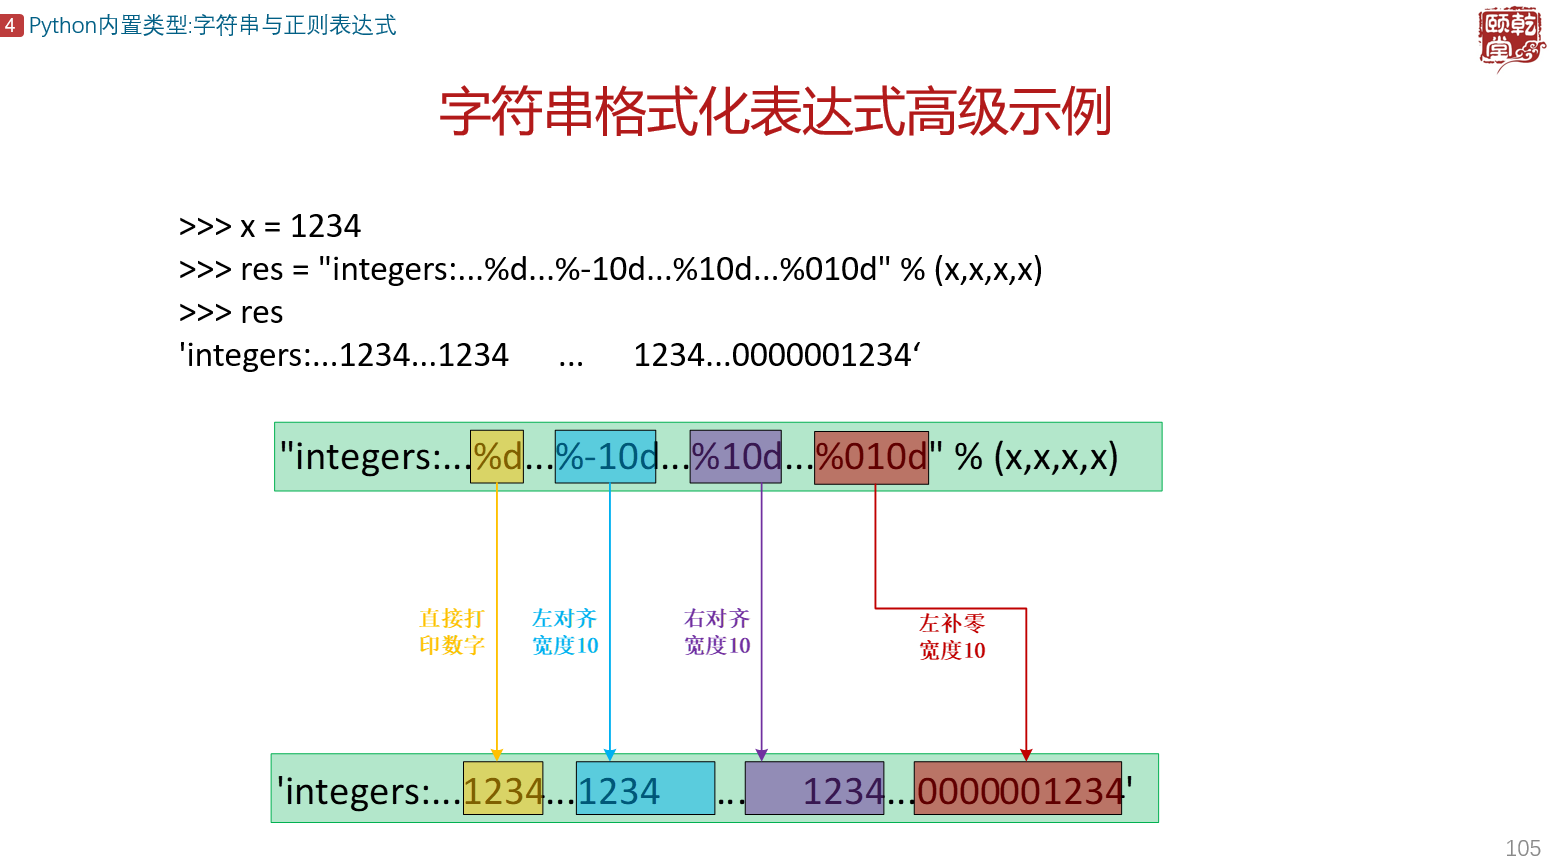 4 Python内置类型:字符串与正则表达式
乾颐堂
字符串格式化表达式高级示例
>>> x = 1234
>>> res = "integers:...%d...%-10d...%10d...%010d" % (x,x,x,x)
>>> res
'integers:...1234...1234      ...      1234...0000001234‘
"integers:...%d...%-10d...%10d...%010d" % (x,x,x,x)
直接打
印数字
左对齐
宽度10
右对齐
宽度10
左补零
宽度10
'integers:...1234...1234      ...      1234...0000001234'
105